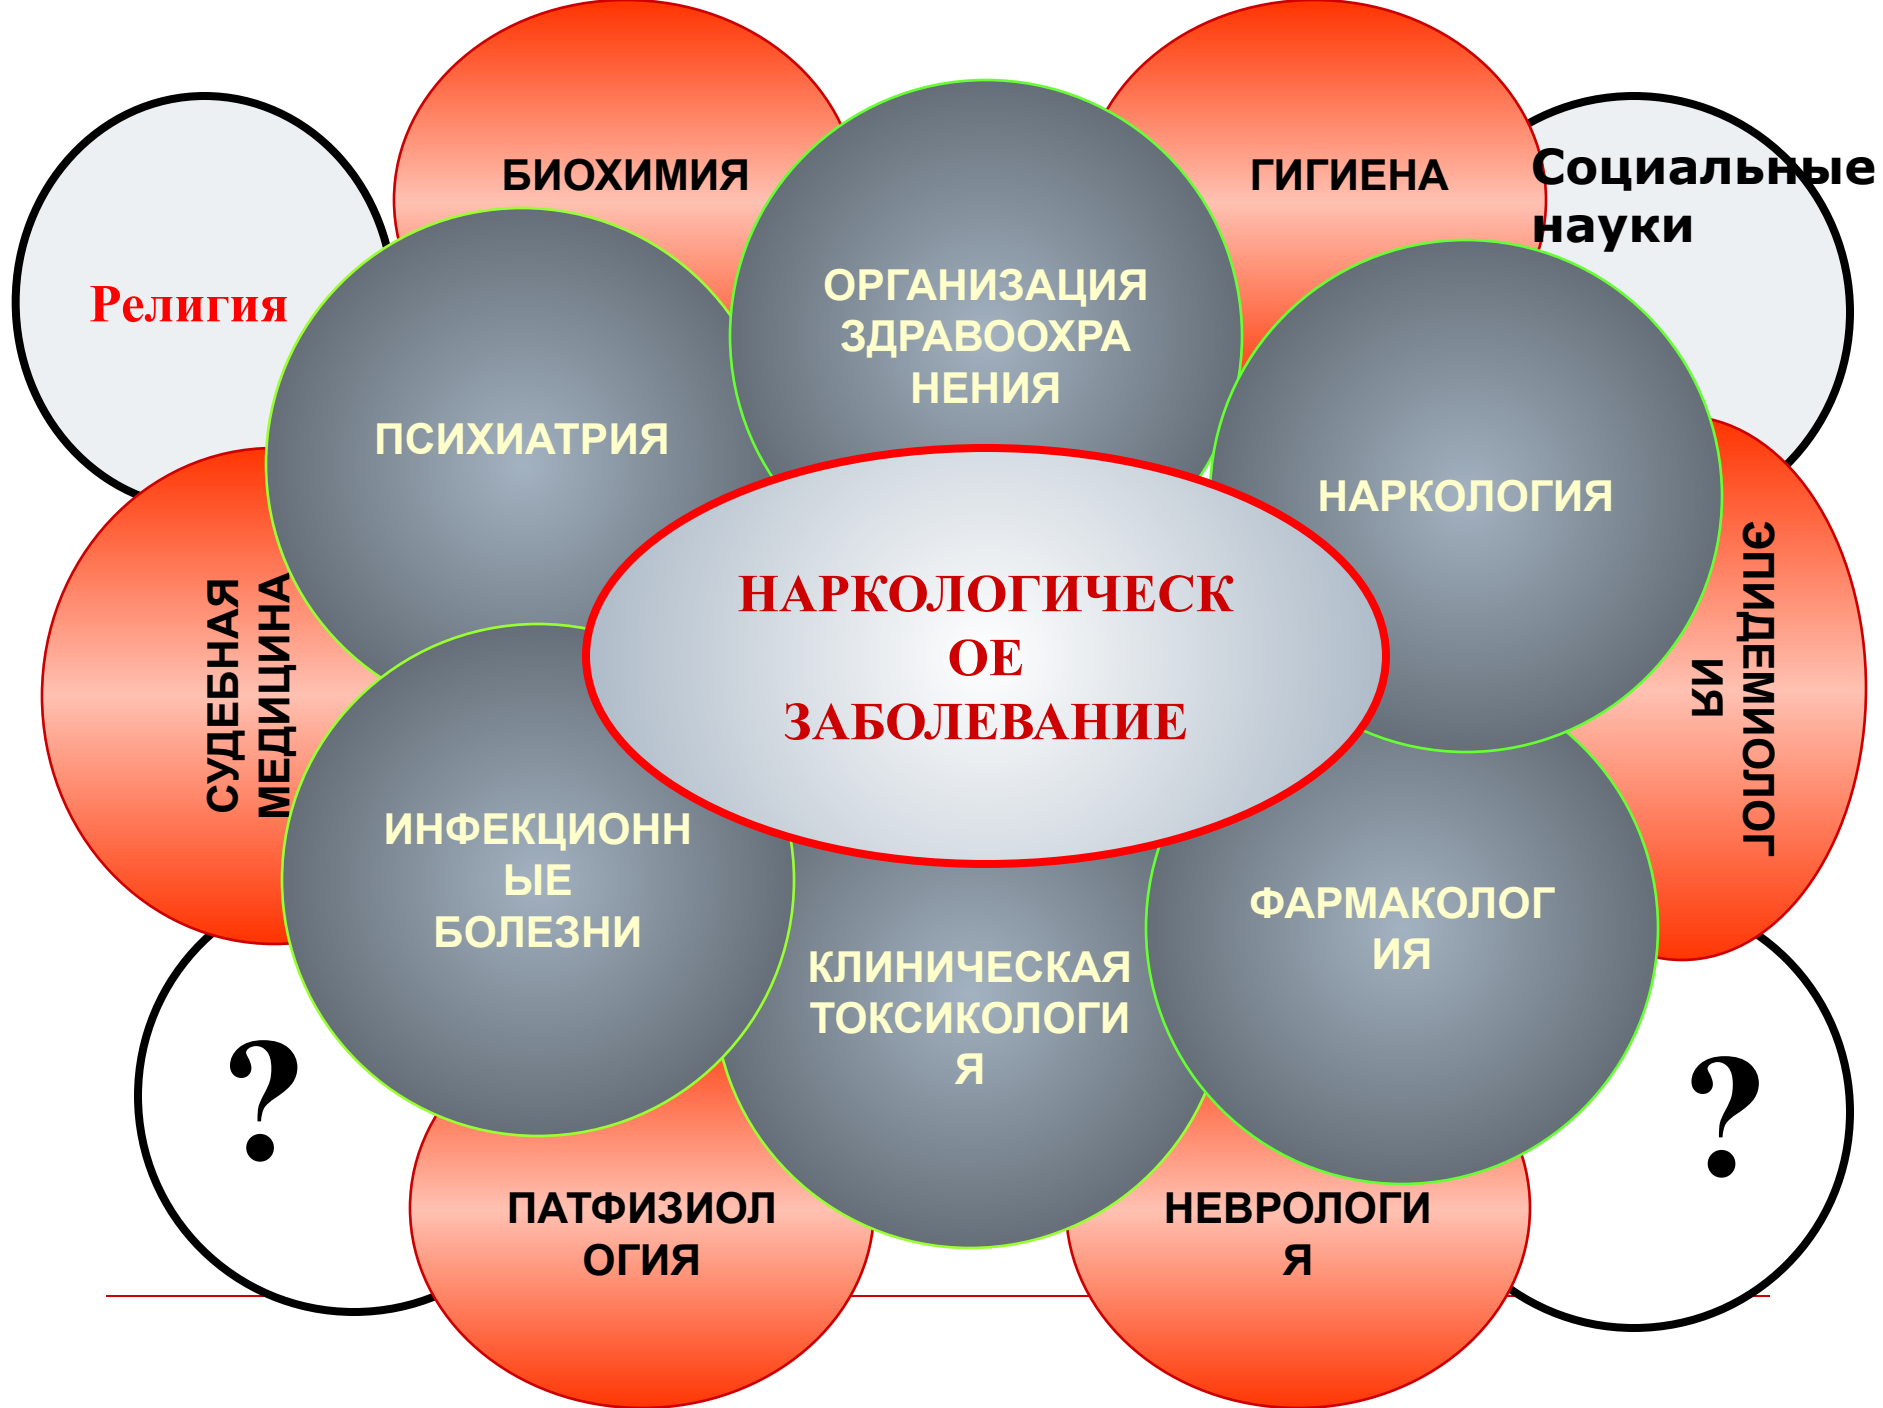 БИОХИМИЯ
ГИГИЕНА
Социальные
науки
Религия
ОРГАНИЗАЦИЯ
ЗДРАВООХРА
НЕНИЯ
ПСИХИАТРИЯ
НАРКОЛОГИЯ
СУДЕБНАЯ
МЕДИЦИНА
НАРКОЛОГИЧЕСК
ОЕ
ЗАБОЛЕВАНИЕ
ЭПИДЕМИОЛОГ
ИЯ
ИНФЕКЦИОНН
ЫЕ
БОЛЕЗНИ
ФАРМАКОЛОГ
ИЯ
КЛИНИЧЕСКАЯ
ТОКСИКОЛОГИ
Я
?
?
ПАТФИЗИОЛ
ОГИЯ
НЕВРОЛОГИ
Я